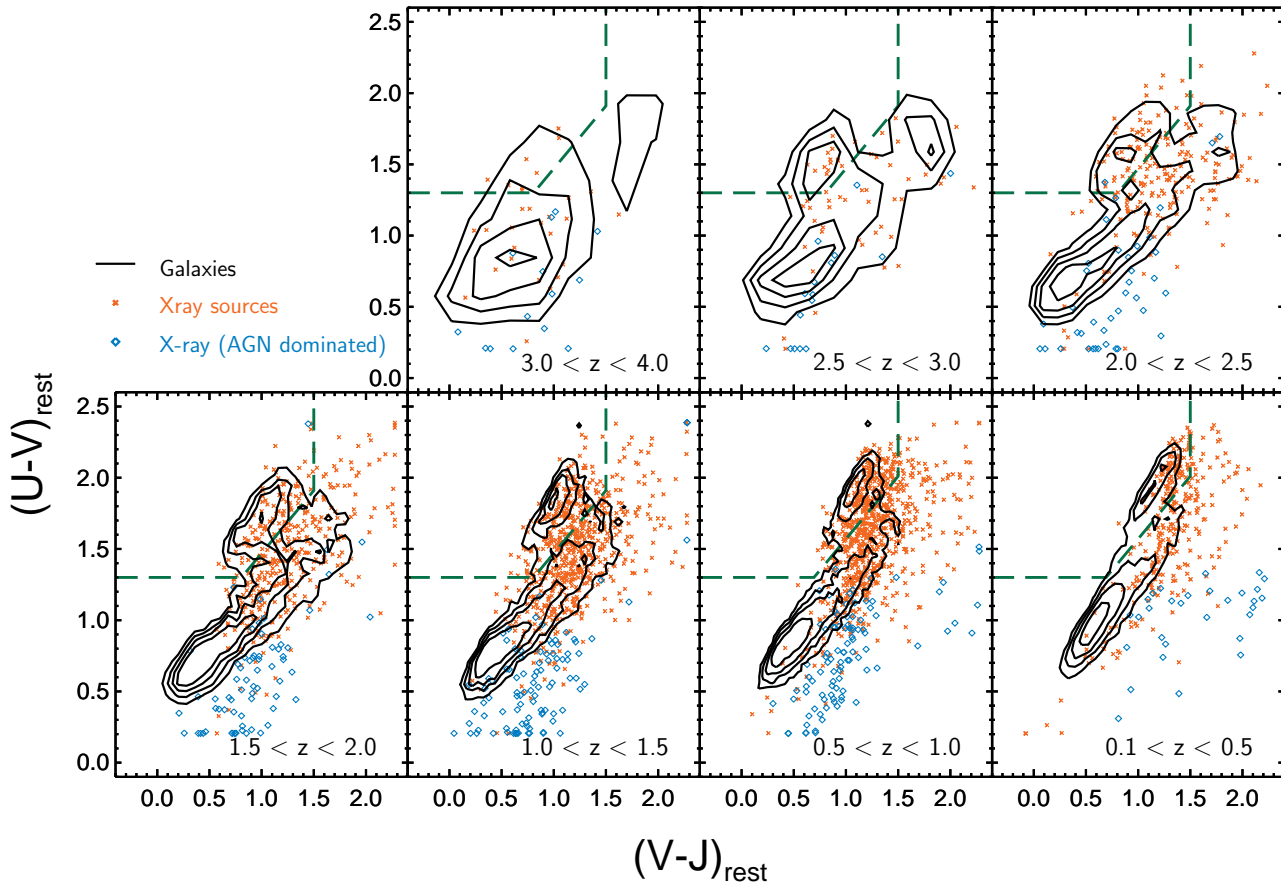 2.5
2.0
1.5
1.0
0.5
0.0
3.0 < z < 4.0
2.5 < z < 3.0
2.0 < z < 2.5
Galaxies
Xray sources
X-ray (AGN dominated)
(U-V)rest
2.5
2.0
1.5
1.0
0.5
0.0
1.5 < z < 2.0
1.0 < z < 1.5
0.5 < z < 1.0
0.1 < z < 0.5
0.0 0.5 1.0 1.5 2.0
0.0 0.5 1.0 1.5 2.0
0.0 0.5 1.0 1.5 2.0
0.0 0.5 1.0 1.5 2.0
(V-J)rest